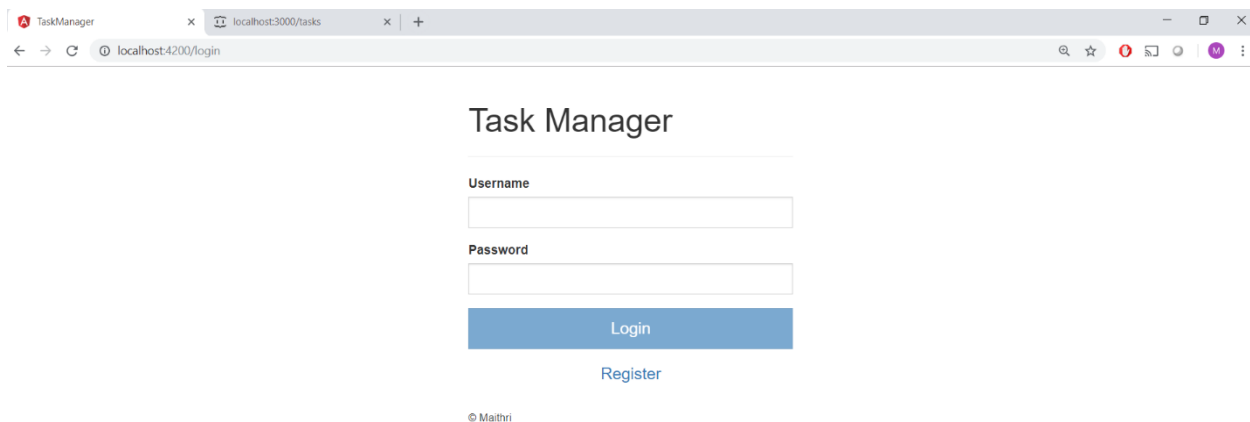 TaskManager
localhost:3000/tasks
localhost:4200/login
M
Task Manager
Username
Password
Login
Register
© Maithri